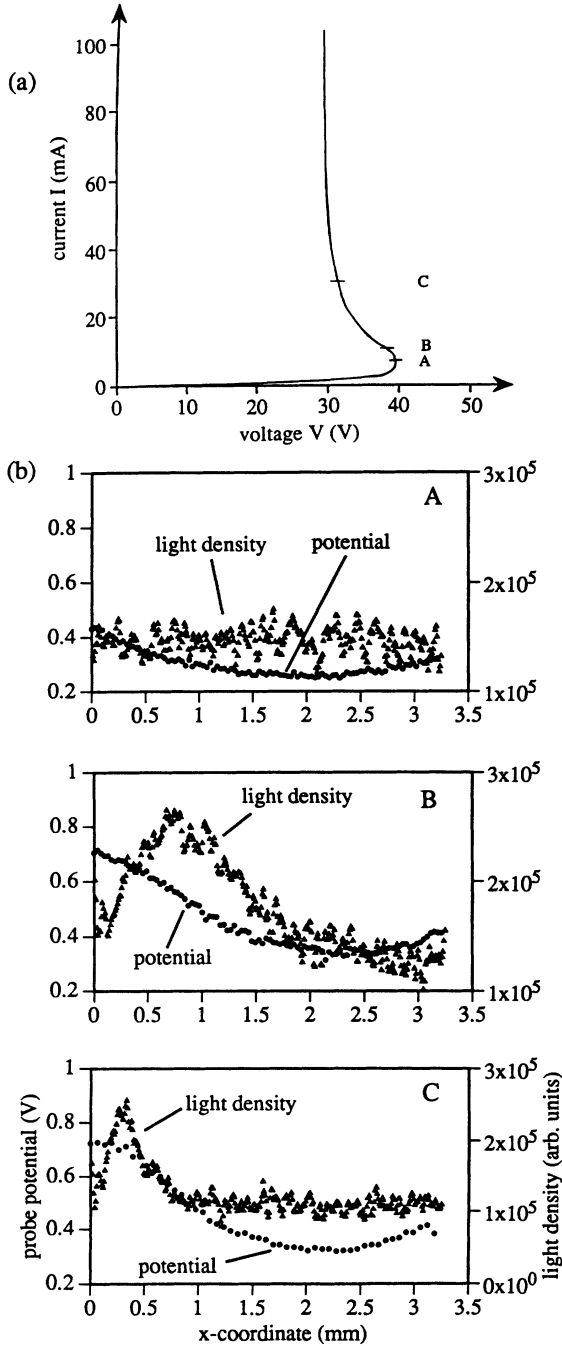 (a)
current I (mA)
100
80
60
40
20
0
C
B
A
0 10 20 30 40 50
voltage V (V)
(b)
A
light density
potential
1
0.8
0.6
0.4
0.2
3x10^5
2x10^5
1x10^5
0 0.5 1 1.5 2 2.5 3 3.5
B
light density
potential
1
0.8
0.6
0.4
0.2
3x10^5
2x10^5
1x10^5
0 0.5 1 1.5 2 2.5 3 3.5
C
light density
potential
probe potential (V)
1
0.8
0.6
0.4
0.2
3x10^5
2x10^5
1x10^5
0x10^0
light density (arb. units)
0 0.5 1 1.5 2 2.5 3 3.5
x-coordinate (mm)